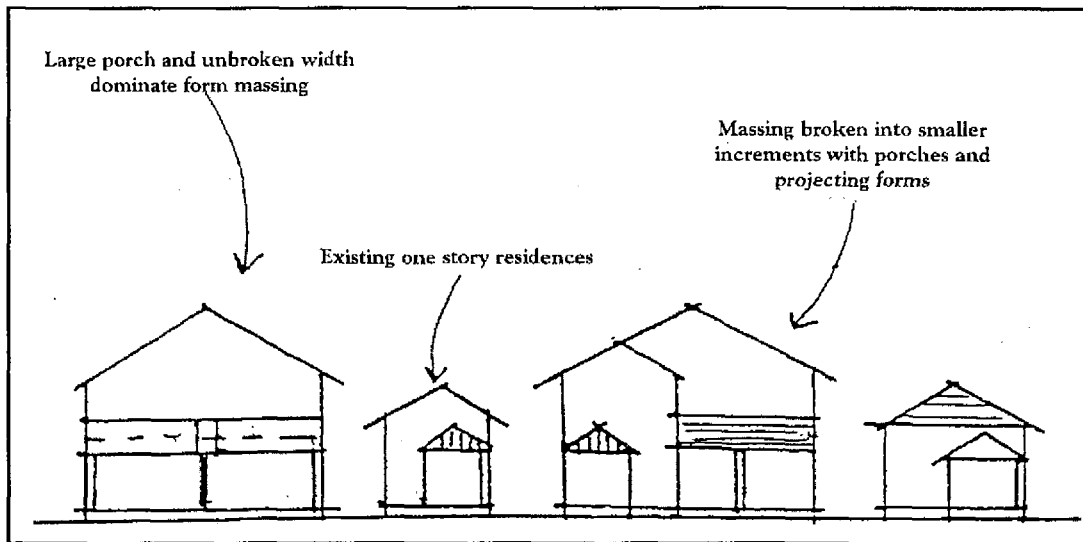 Large porch and unbroken width
dominate form massing
Massing broken into smaller
increments with porches and
projecting forms
Existing one story residences